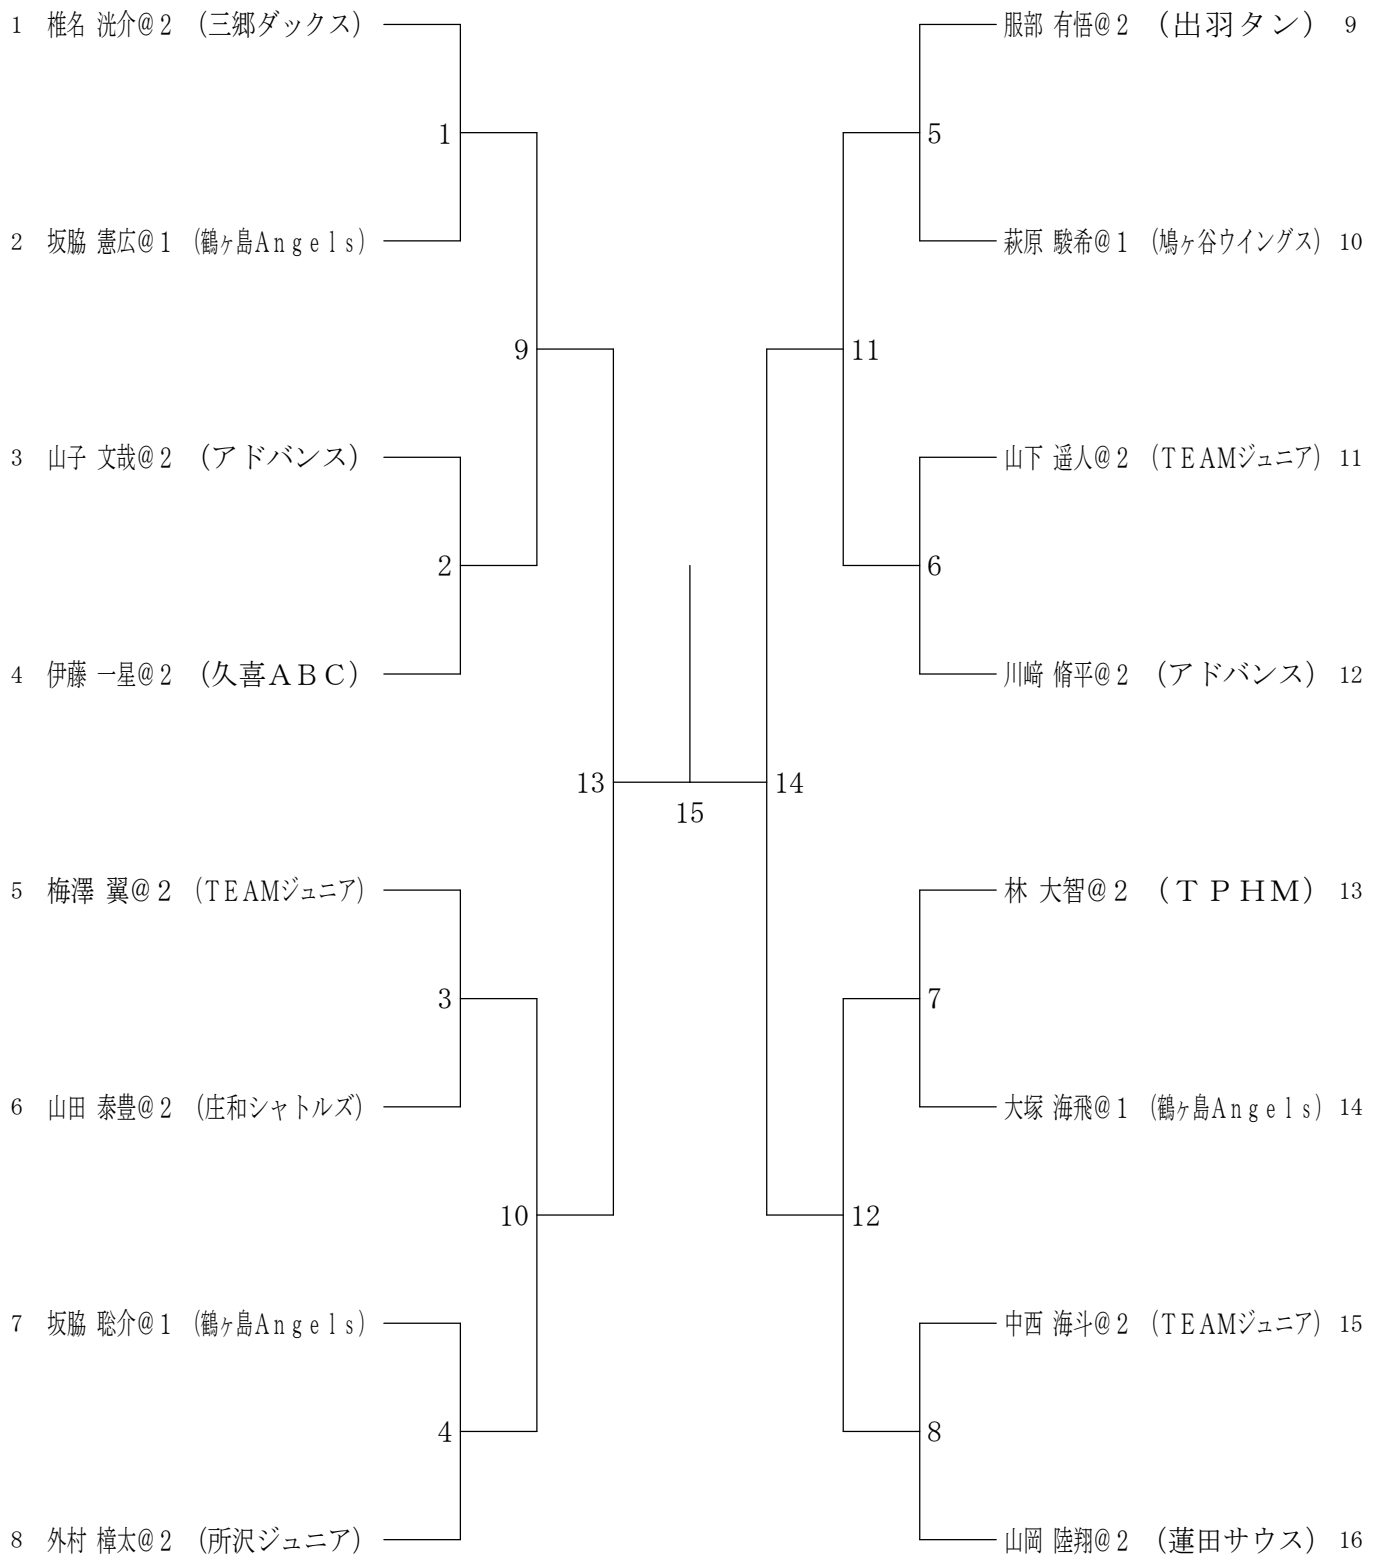 1 椎名 洸介@2 (三郷ダックス)
1
2 坂脇 憲広@1 (鶴ヶ島Angels)
9
3 山子 文哉@2 (アドバンス)
2
4 伊藤 一星@2 (久喜ABC)
13
5 梅澤 翼@2 (TEAMジュニア)
3
6 山田 泰豊@2 (庄和シャトルズ)
10
7 坂脇 聡介@1 (鶴ヶ島Angels)
4
8 外村 樟太@2 (所沢ジュニア)
15
服部 有悟@2 (出羽タン) 9
5
萩原 駿希@1 (鳩ヶ谷ウイングス) 10
11
山下 遥人@2 (TEAMジュニア) 11
6
川﨑 脩平@2 (アドバンス) 12
14
林 大智@2 (TPHM) 13
7
大塚 海飛@1 (鶴ヶ島Angels) 14
12
中西 海斗@2 (TEAMジュニア) 15
8
山岡 陸翔@2 (蓮田サウス) 16